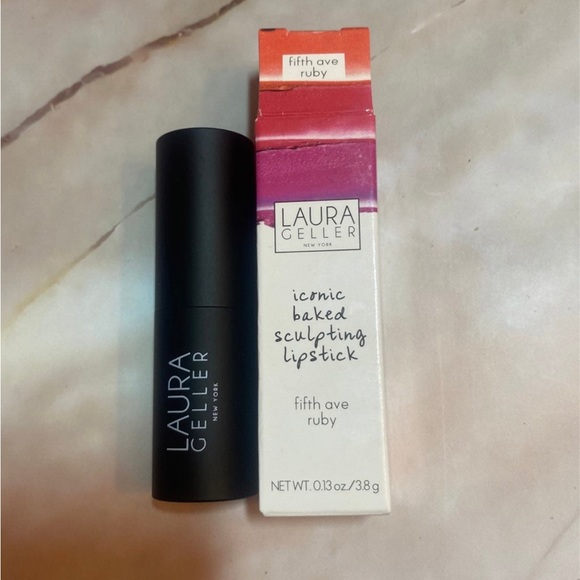 fifth ave
ruby
LAURA
GELLER
NEW YORK
iconic
baked
sculpting
lipstick
fifth ave
ruby
NET WT. 0.13 oz./3.8 g
LAURA
GELLER
NEW YORK